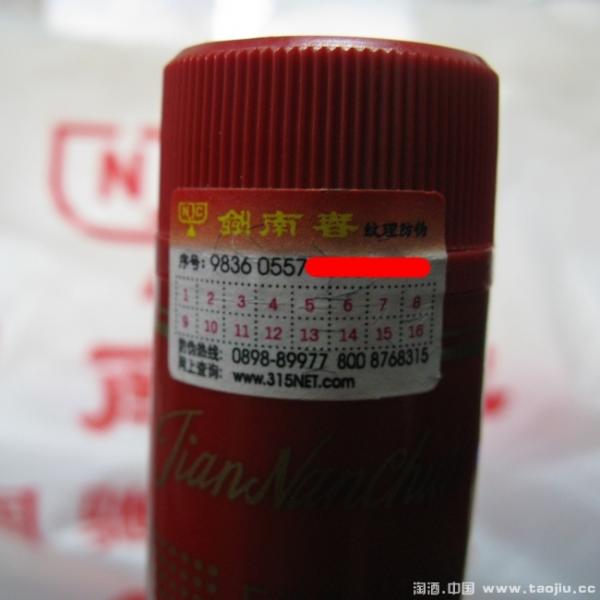 NJC 剑南春 纹理防伪
序号: 9836 0557
1 2 3 4 5 6 7 8
9 10 11 12 13 14 15 16
防伪热线: 0898-89977 800 8768315
网上查询: www.315NET.com
JianNanChu
淘酒.中国 www.taojiu.cc